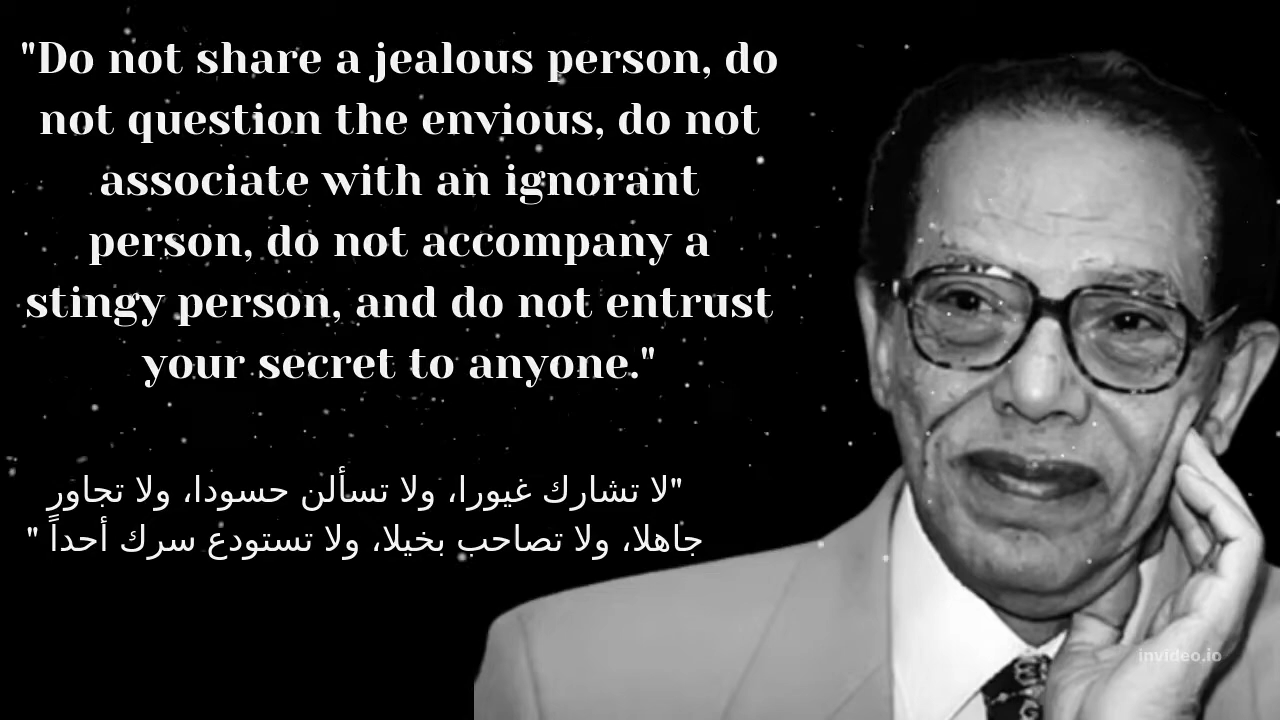 "Do not share a jealous person, do
not question the envious, do not
associate with an ignorant
person, do not accompany a
stingy person, and do not entrust
your secret to anyone."
"لا تشارك غيورا، ولا تسألن حسودا، ولا تجاور
جاهلا، ولا تصاحب بخيلا، ولا تستودع سرك أحداً "
invideo.io